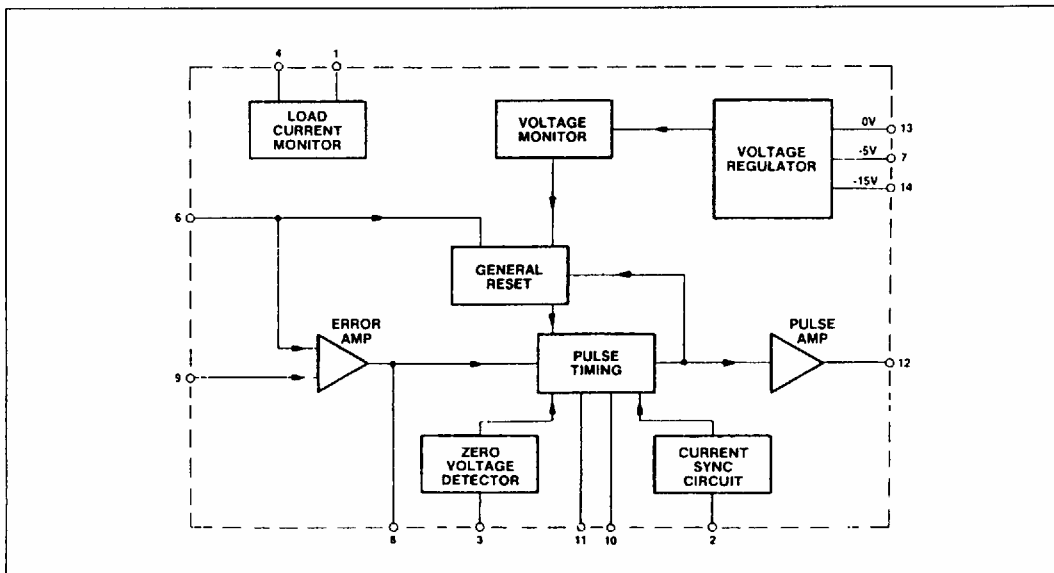 4 1
LOAD
CURRENT
MONITOR
VOLTAGE
MONITOR
VOLTAGE
REGULATOR
0V 13
-5V 7
-15V 14
6
GENERAL
RESET
ERROR
AMP
9
PULSE
TIMING
PULSE
AMP
12
ZERO
VOLTAGE
DETECTOR
CURRENT
SYNC
CIRCUIT
8 3 11 10 2